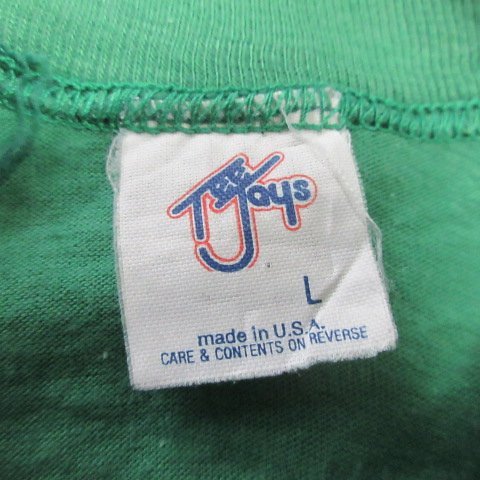 Tee Jays
L
made in U.S.A.
CARE & CONTENTS ON REVERSE